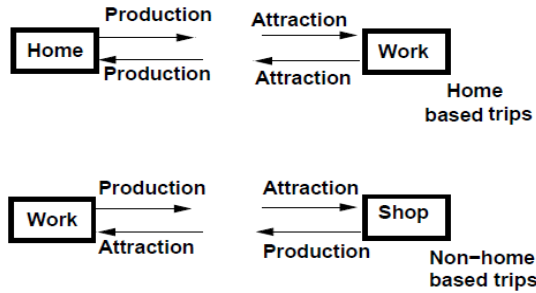 Production
Attraction
Home
Work
Production
Attraction
Home
based trips
Production
Attraction
Work
Shop
Attraction
Production
Non-home
based trips